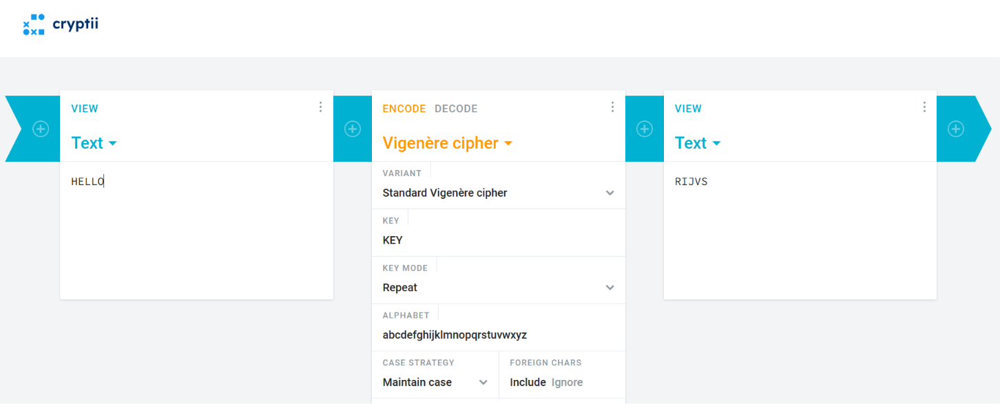 cryptii
VIEW
Text
HELLO
ENCODE DECODE
Vigenère cipher
VARIANT
Standard Vigenère cipher
KEY
KEY
KEY MODE
Repeat
ALPHABET
abcdefghijklmnopqrstuvwxyz
CASE STRATEGY
Maintain case
FOREIGN CHARS
Include Ignore
VIEW
Text
RIJVS